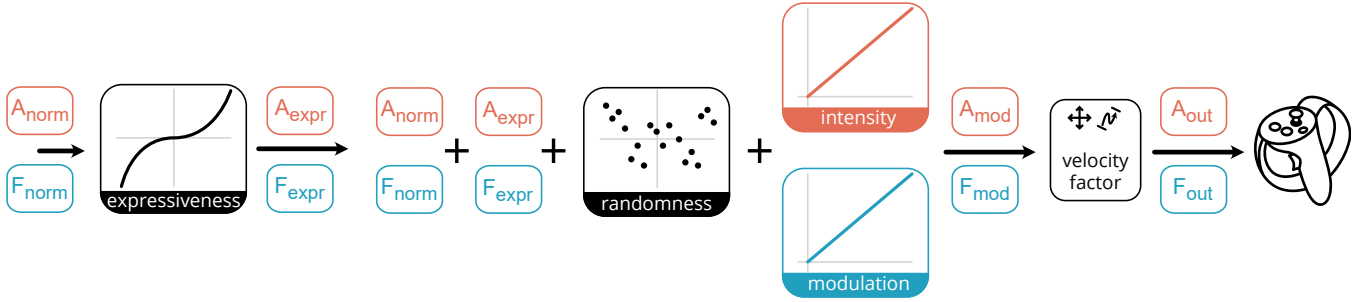 A_norm
F_norm
expressiveness
A_expr
F_expr
A_norm
F_norm
+
A_expr
F_expr
+
randomness
+
intensity
modulation
A_mod
F_mod
velocity
factor
A_out
F_out